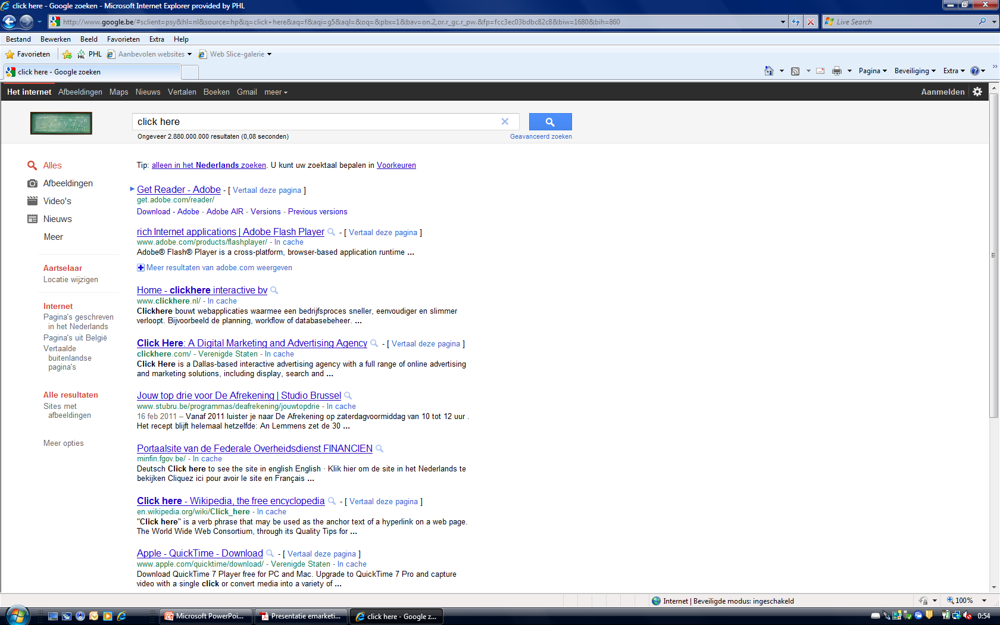 click here - Google zoeken - Microsoft Internet Explorer provided by PHL
http://www.google.be/#sclient=psy&hl=nl&source=hp&q=click+here&aq=f&aqi=g5&aql=&oq=&pbx=1&bav=on.2,or.r_gc.r_pw.&fp=fcc3ec03bdbc82c8&biw=1680&bih=860
Live Search
Bestand Bewerken Beeld Favorieten Extra Help
Favorieten PHL Aanbevolen websites Web Slice-galerie
click here - Google zoeken
Pagina Beveiliging Extra
Het internet Afbeeldingen Maps Nieuws Vertalen Boeken Gmail meer
Aanmelden
click here
Ongeveer 2.880.000.000 resultaten (0,08 seconden)
Geavanceerd zoeken
Alles
Afbeeldingen
Video's
Nieuws
Meer
Aartselaar
Locatie wijzigen
Internet
Pagina's geschreven
in het Nederlands
Pagina's uit België
Vertaalde
buitenlandse
pagina's
Alle resultaten
Sites met
afbeeldingen
Meer opties
Tip: alleen in het Nederlands zoeken. U kunt uw zoektaal bepalen in Voorkeuren
Get Reader - Adobe - [ Vertaal deze pagina ]
get.adobe.com/reader/
Download - Adobe - Adobe AIR - Versions - Previous versions
rich Internet applications | Adobe Flash Player - [ Vertaal deze pagina ]
www.adobe.com/products/flashplayer/ - In cache
Adobe® Flash® Player is a cross-platform, browser-based application runtime ...
Meer resultaten van adobe.com weergeven
Home - clickhere interactive bv
www.clickhere.nl/ - In cache
Clickhere bouwt webapplicaties waarmee een bedrijfsproces sneller, eenvoudiger en slimmer
verloopt. Bijvoorbeeld de planning, workflow of databasebeheer. ...
Click Here: A Digital Marketing and Advertising Agency - [ Vertaal deze pagina ]
clickhere.com/ - Verenigde Staten - In cache
Click Here is a Dallas-based interactive advertising agency with a full range of online advertising
and marketing solutions, including display, search and ...
Jouw top drie voor De Afrekening | Studio Brussel
www.stubru.be/programmas/deafrekening/jouwtopdrie - In cache
16 feb 2011 – Vanaf 2011 luister je naar De Afrekening op zaterdagvoormiddag van 10 tot 12 uur .
Het recept blijft helemaal hetzelfde: An Lemmens zet de 30 ...
Portaalsite van de Federale Overheidsdienst FINANCIEN
minfin.fgov.be/ - In cache
Deutsch Click here to see the site in english English · Klik hier om de site in het Nederlands te
bekijken Cliquez ici pour avoir le site en Français ...
Click here - Wikipedia, the free encyclopedia - [ Vertaal deze pagina ]
en.wikipedia.org/wiki/Click_here - In cache
"Click here" is a verb phrase that may be used as the anchor text of a hyperlink on a web page.
The World Wide Web Consortium, through its Quality Tips for ...
Apple - QuickTime - Download - [ Vertaal deze pagina ]
www.apple.com/quicktime/download/ - Verenigde Staten - In cache
Download QuickTime 7 Player free for PC and Mac. Upgrade to QuickTime 7 Pro and capture
video with a single click or convert media into a variety of ...
Internet | Beveiligde modus: ingeschakeld
100%
Microsoft PowerPoi... Presentatie emarketi... click here - Google z...
0:54